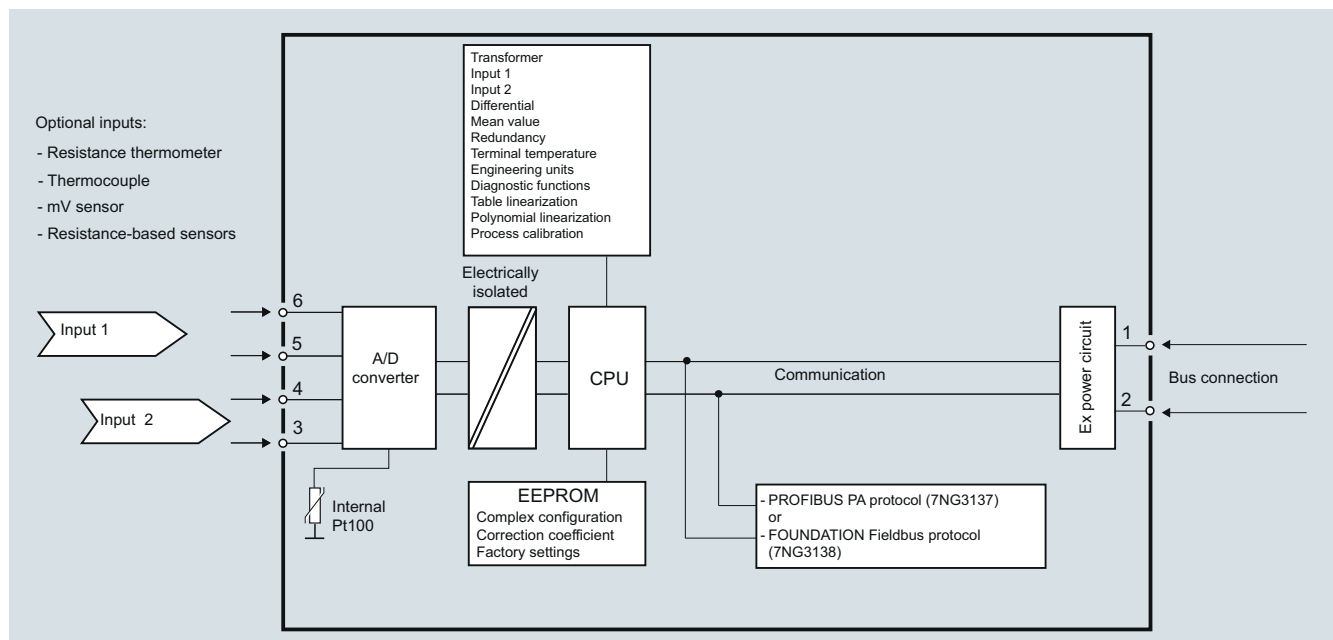 Transformer
Input 1
Input 2
Differential
Mean value
Redundancy
Terminal temperature
Engineering units
Diagnostic functions
Table linearization
Polynomial linearization
Process calibration
Optional inputs:
- Resistance thermometer
- Thermocouple
- mV sensor
- Resistance-based sensors
Electrically
isolated
Input 1
Input 2
6
5
4
3
A/D
converter
CPU
Communication
Ex power circuit
1
2
Bus connection
Internal
Pt100
EEPROM
Complex configuration
Correction coefficient
Factory settings
- PROFIBUS PA protocol (7NG3137)
or
- FOUNDATION Fieldbus protocol
(7NG3138)